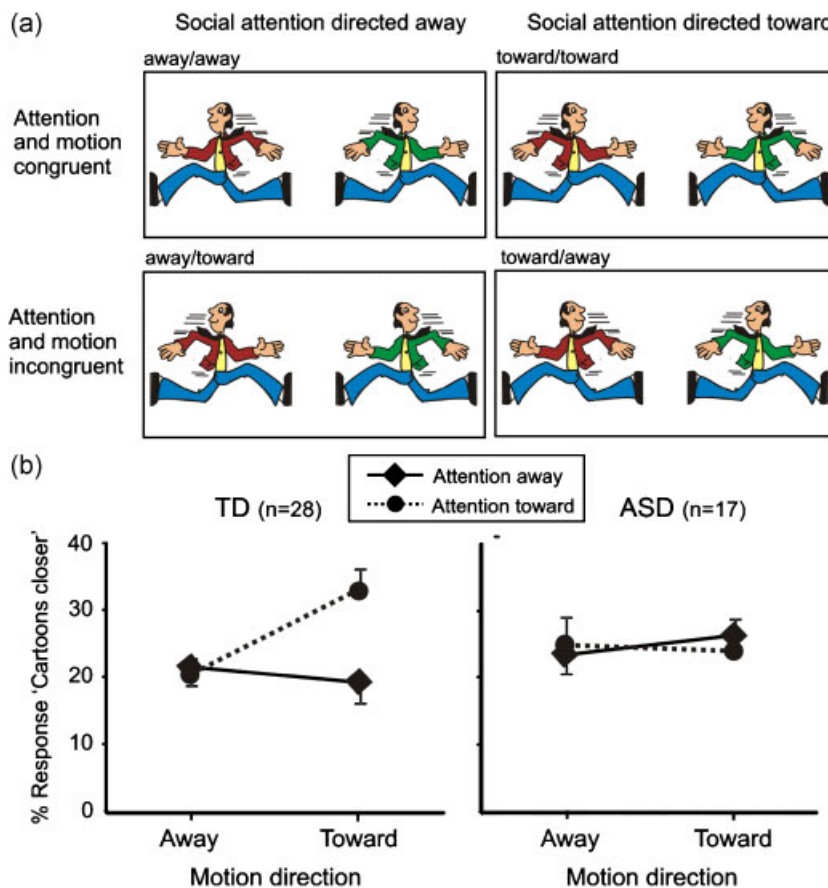 (a)
Social attention directed away
Social attention directed toward
away/away
toward/toward
Attention
and motion
congruent
away/toward
toward/away
Attention
and motion
incongruent
(b)
Attention away
Attention toward
TD (n=28)
ASD (n=17)
% Response 'Cartoons closer'
40
30
20
10
0
Away
Toward
Away
Toward
Motion direction
Motion direction